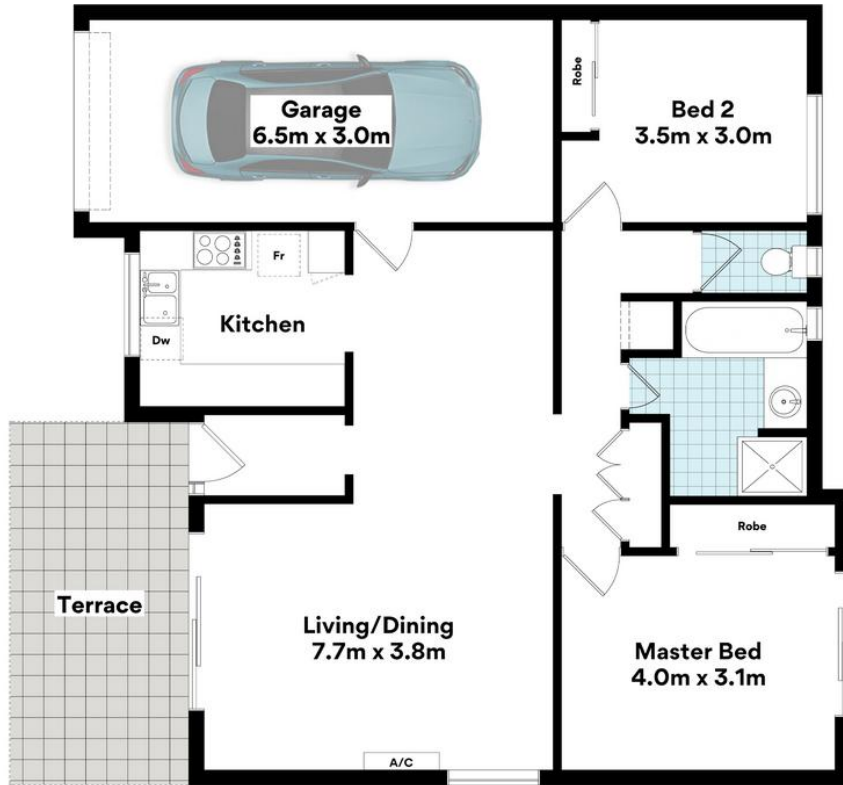 Garage
6.5m x 3.0m
Robe
Bed 2
3.5m x 3.0m
Fr
Kitchen
Dw
Robe
Terrace
Living/Dining
7.7m x 3.8m
Master Bed
4.0m x 3.1m
A/C